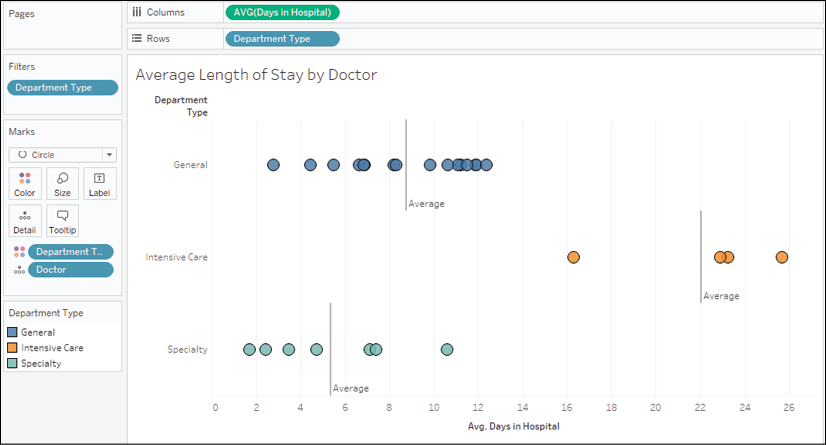 Pages
Columns
AVG(Days in Hospital)
Rows
Department Type
Filters
Department Type
Marks
Circle
Color
Size
Label
Detail
Tooltip
Department T..
Doctor
Department Type
General
Intensive Care
Specialty
Average Length of Stay by Doctor
Department
Type
General
Average
Intensive Care
Average
Specialty
Average
0 2 4 6 8 10 12 14 16 18 20 22 24 26
Avg. Days in Hospital